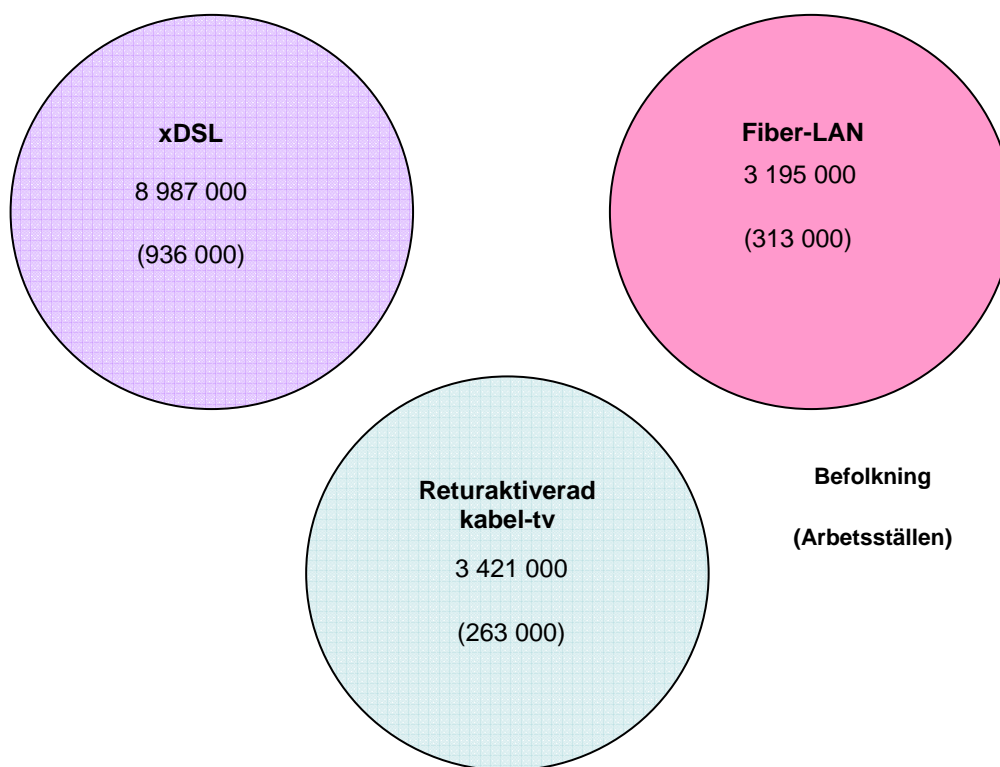 xDSL
8 987 000
(936 000)
Fiber-LAN
3 195 000
(313 000)
Returaktiverad
kabel-tv
3 421 000
(263 000)
Befolkning
(Arbetsställen)